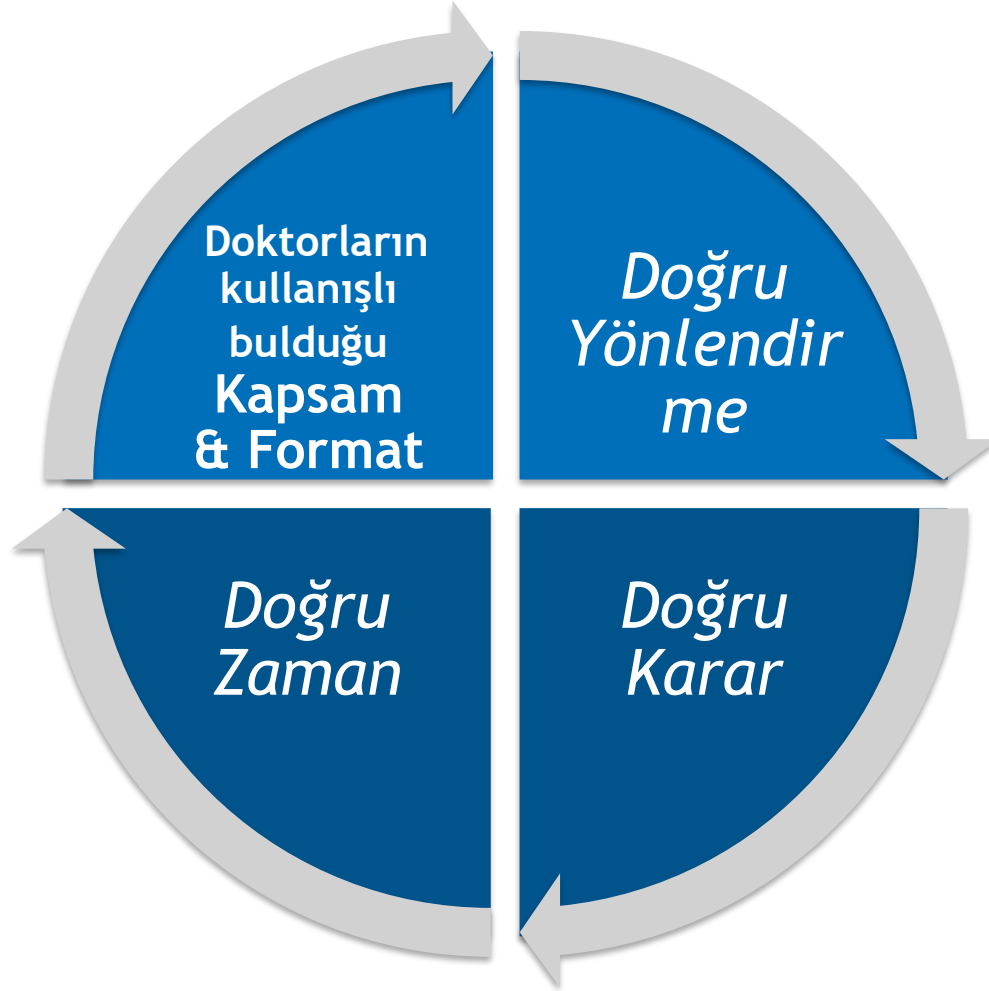 Doktorların
kullanışlı
bulduğu
Kapsam
& Format
Doğru
Yönlendir
me
Doğru
Zaman
Doğru
Karar